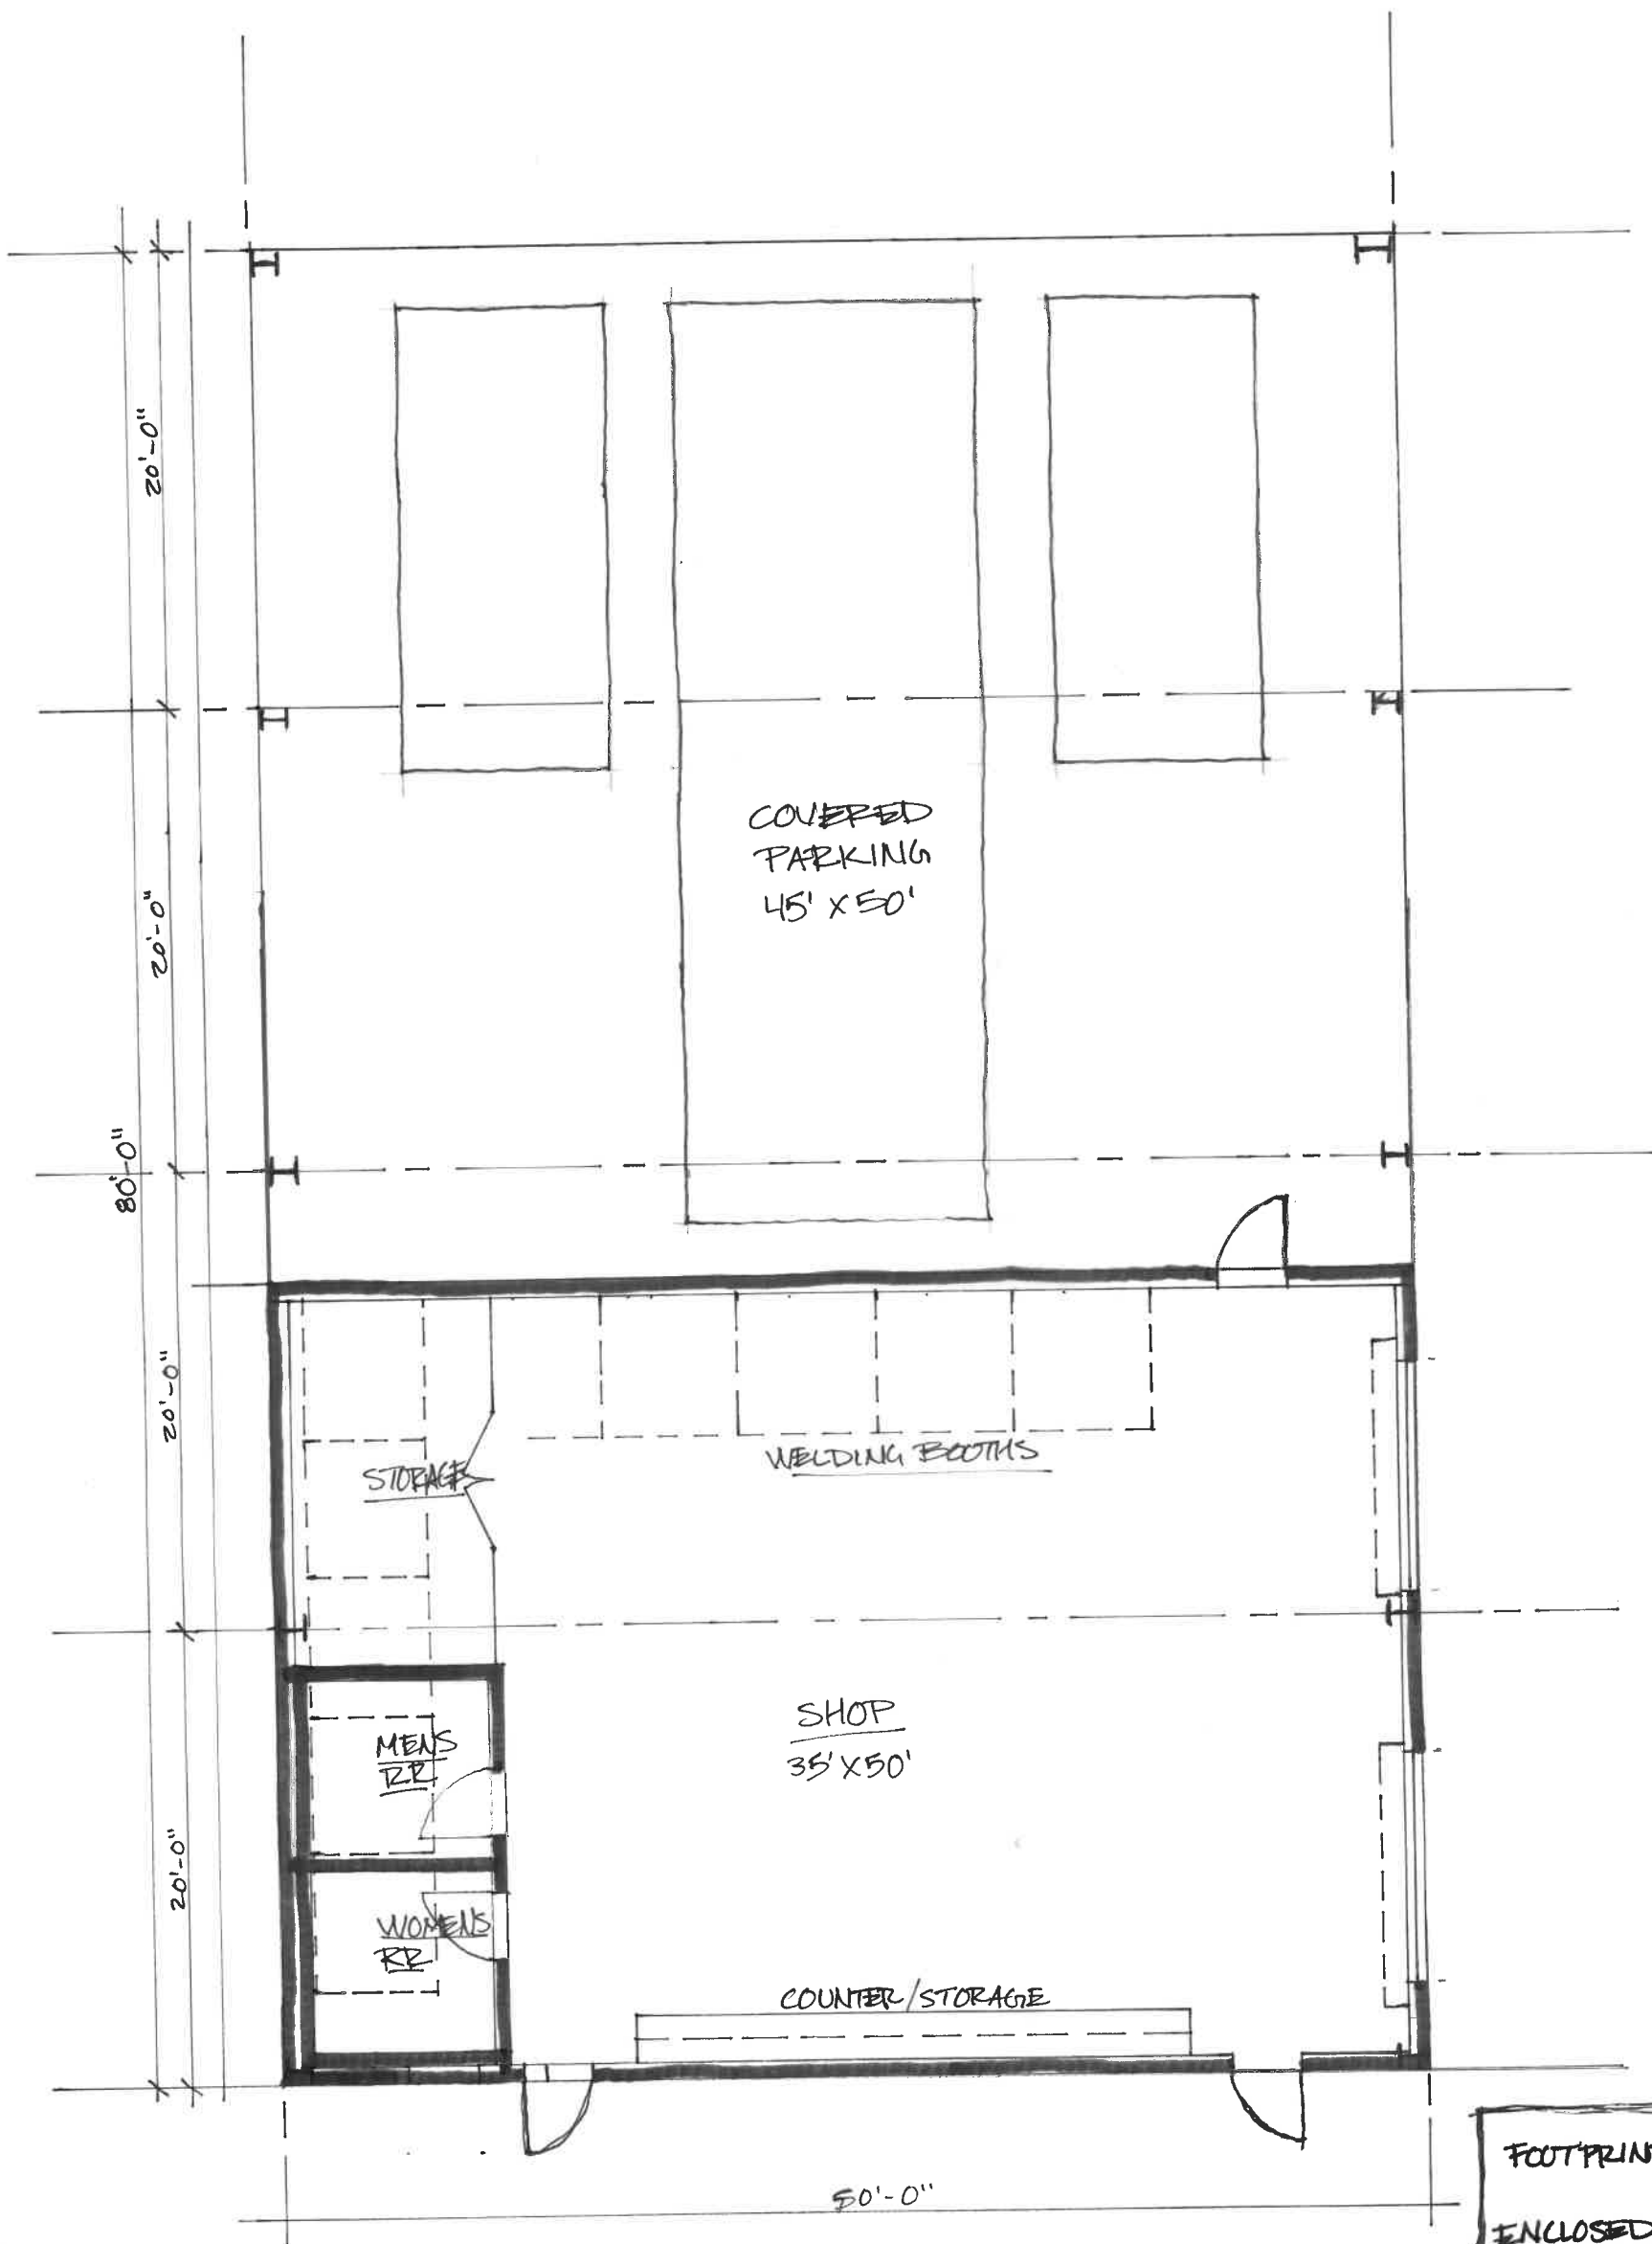 20'-0"
COVERED
PARKING
45' X 50'
20'-0"
80'-0"
20'-0"
WELDING BOOTHS
STORAGE
SHOP
35' X 50'
MENS
RR
20'-0"
WOMENS
RR
COUNTER/STORAGE
50'-0"
FOOTPRIN
ENCLOSED